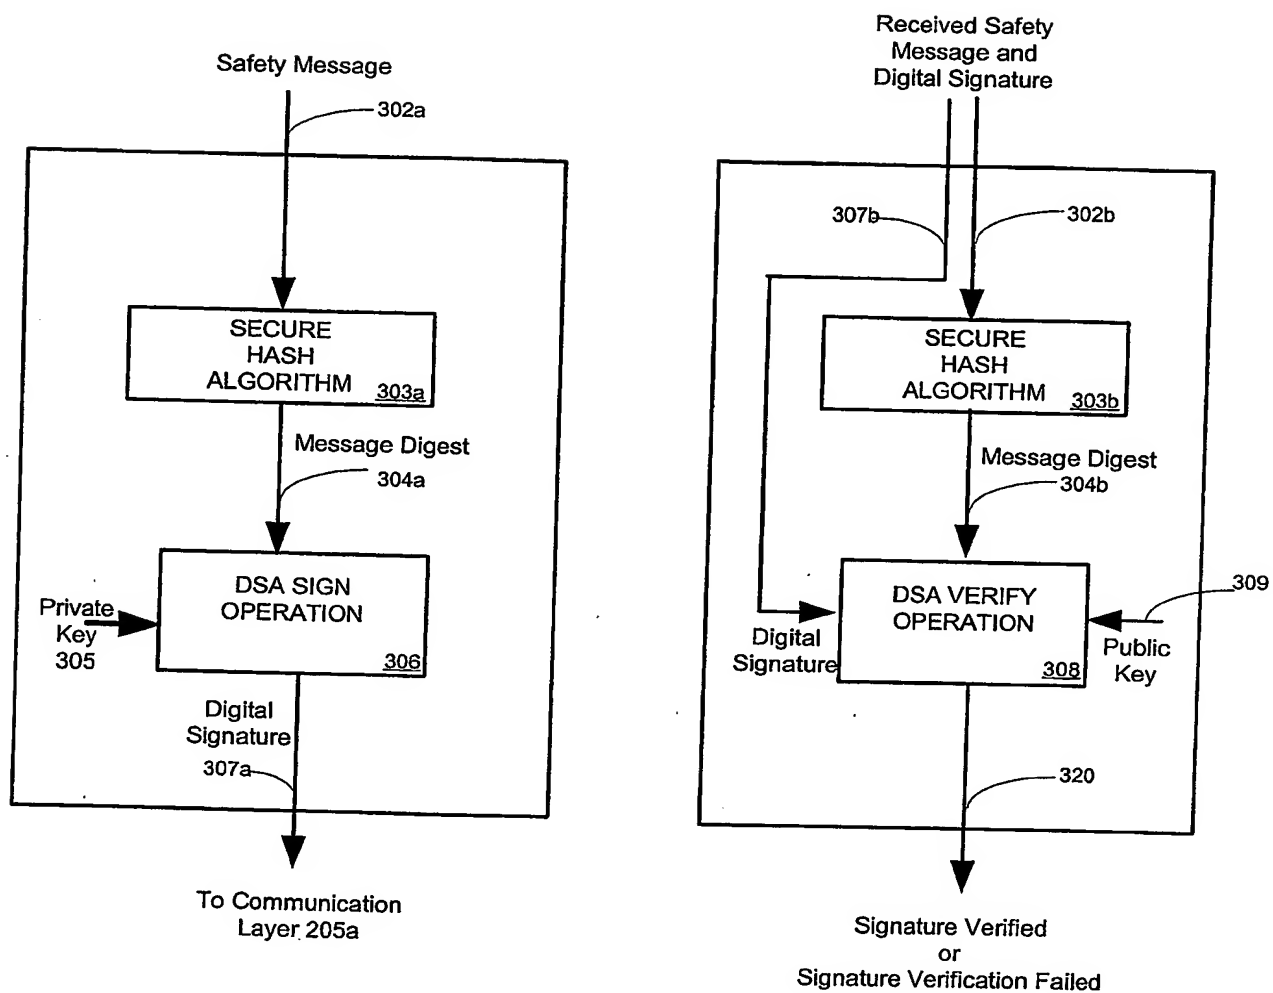 Safety Message
302a
SECURE
HASH
ALGORITHM
303a
Message Digest
304a
DSA SIGN
OPERATION
306
Private
Key
305
Digital
Signature
307a
To Communication
Layer 205a
Received Safety
Message and
Digital Signature
307b
302b
SECURE
HASH
ALGORITHM
303b
Message Digest
304b
DSA VERIFY
OPERATION
308
309
Digital
Signature
Public
Key
320
Signature Verified
or
Signature Verification Failed